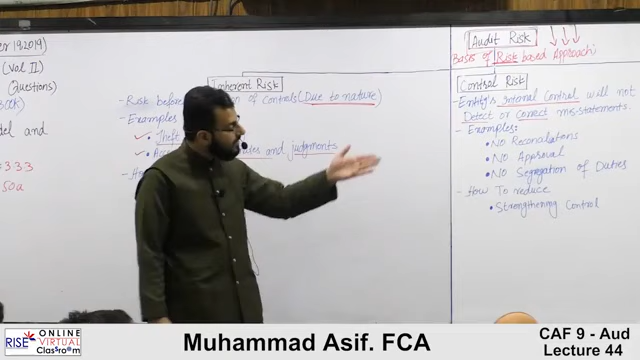 er 19, 2019)
(Vol II)
Questions)
BOOK)
del and
333
50a
Inherent Risk
- Risk before of Controls (Due to nature)
- Examples
• Theft
• Acc les and judgments
- H
Audit Risk
Basis of Risk based Approach:
Control Risk
- Entity's Internal Control will not
Detect or Correct misstatements.
- Examples:
• NO Reconciliations
• NO Approval
• NO Segregation of Duties
- How To reduce
• Strengthening Control
RISE ONLINE
VIRTUAL
Classroom
Muhammad Asif. FCA
CAF 9 - Aud
Lecture 44